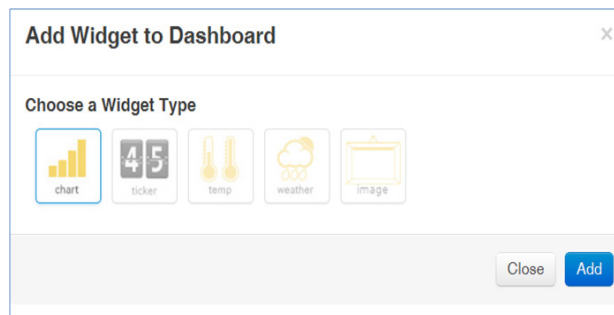 Add Widget to Dashboard
×
Choose a Widget Type
45
chart ticker temp weather image
Close Add